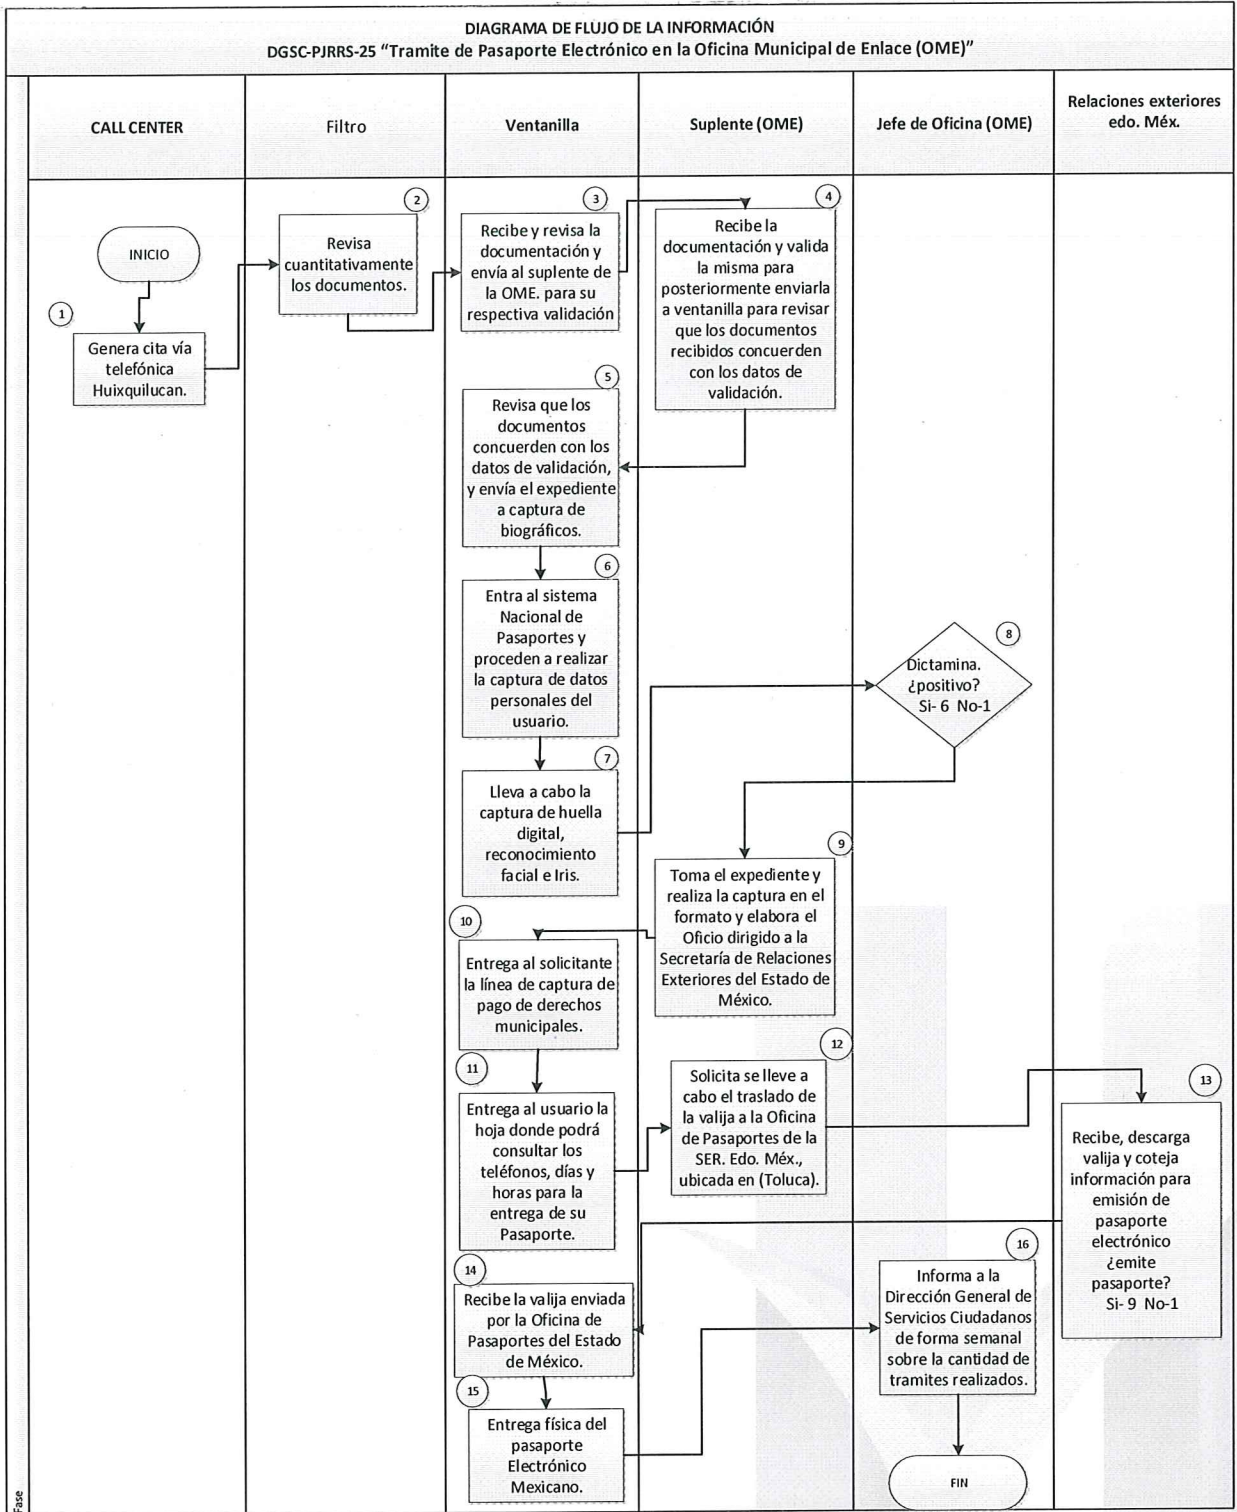 DIAGRAMA DE FLUJO DE LA INFORMACIÓN
DGSC-PJRRS-25 “Tramite de Pasaporte Electrónico en la Oficina Municipal de Enlace (OME)”
CALL CENTER
Filtro
Ventanilla
Suplente (OME)
Jefe de Oficina (OME)
Relaciones exteriores
edo. Méx.
INICIO
1
Genera cita vía
telefónica
Huixquilucan.
2
Revisa
cuantitativamente
los documentos.
3
Recibe y revisa la
documentación y
envía al suplente de
la OME. para su
respectiva validación
4
Recibe la
documentación y valida
la misma para
posteriormente enviarla
a ventanilla para revisar
que los documentos
recibidos concuerden
con los datos de
validación.
5
Revisa que los
documentos
concuerden con los
datos de validación,
y envía el expediente
a captura de
biográficos.
6
Entra al sistema
Nacional de
Pasaportes y
proceden a realizar
la captura de datos
personales del
usuario.
7
Lleva a cabo la
captura de huella
digital,
reconocimiento
facial e Iris.
8
Dictamina.
¿positivo?
Si- 6 No-1
9
Toma el expediente y
realiza la captura en el
formato y elabora el
Oficio dirigido a la
Secretaría de Relaciones
Exteriores del Estado de
México.
10
Entrega al solicitante
la línea de captura de
pago de derechos
municipales.
11
Entrega al usuario la
hoja donde podrá
consultar los
teléfonos, días y
horas para la
entrega de su
Pasaporte.
12
Solicita se lleve a
cabo el traslado de
la valija a la Oficina
de Pasaportes de la
SER. Edo. Méx.,
ubicada en (Toluca).
13
Recibe, descarga
valija y coteja
información para
emisión de
pasaporte
electrónico
¿emite
pasaporte?
Si- 9 No-1
14
Recibe la valija enviada
por la Oficina de
Pasaportes del Estado
de México.
15
Entrega física del
pasaporte
Electrónico
Mexicano.
16
Informa a la
Dirección General de
Servicios Ciudadanos
de forma semanal
sobre la cantidad de
tramites realizados.
FIN
Fase